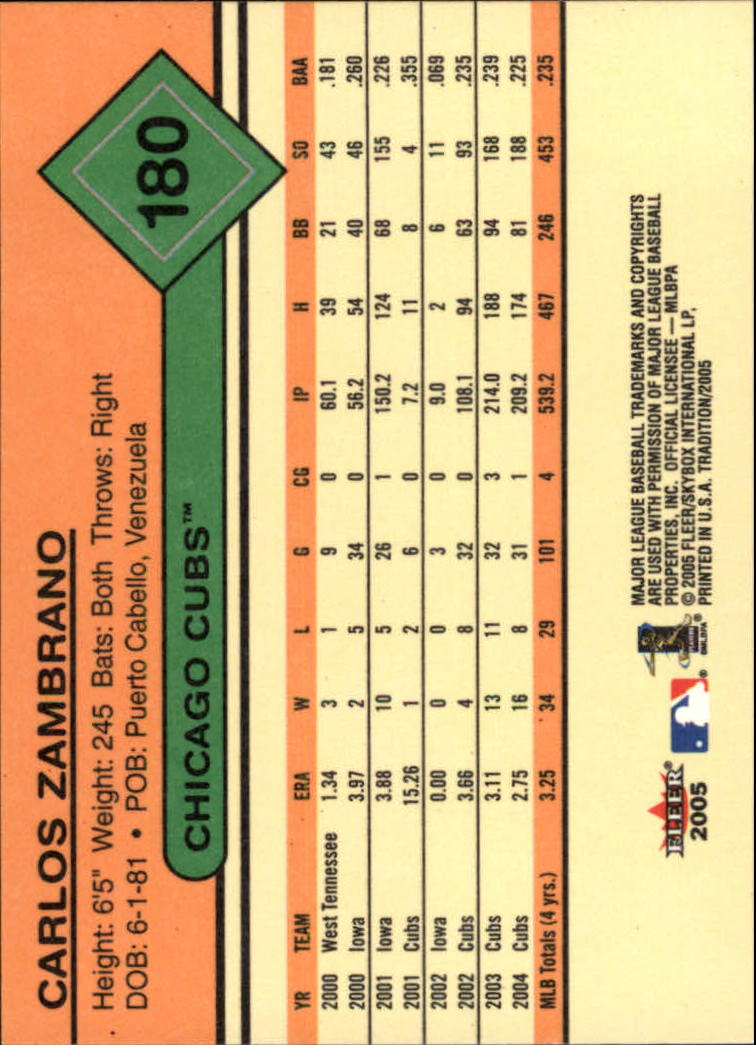 CARLOS ZAMBRANO
Height: 6'5" Weight: 245 Bats: Both Throws: Right
DOB: 6-1-81 • POB: Puerto Cabello, Venezuela
180
CHICAGO CUBS™
YR TEAM ERA W L G CG IP H BB SO BAA
2000 West Tennessee 1.34 3 1 9 0 60.1 39 21 43 .181
2000 Iowa 3.97 2 5 34 0 56.2 54 40 46 .260
2001 Iowa 3.88 10 5 26 1 150.2 124 68 155 .226
2001 Cubs 15.26 1 2 6 0 7.2 11 8 4 .355
2002 Iowa 0.00 0 0 3 0 9.0 2 6 11 .069
2002 Cubs 3.66 4 8 32 0 108.1 94 63 93 .235
2003 Cubs 3.11 13 11 32 3 214.0 188 94 168 .239
2004 Cubs 2.75 16 8 31 1 209.2 174 81 188 .225
MLB Totals (4 yrs.) 3.25 34 29 101 4 539.2 467 246 453 .235
FLEER®
2005
MAJOR LEAGUE BASEBALL TRADEMARKS AND COPYRIGHTS
ARE USED WITH PERMISSION OF MAJOR LEAGUE BASEBALL
PROPERTIES, INC. OFFICIAL LICENSEE — MLBPA
© 2005 FLEER/SKYBOX INTERNATIONAL LP,
PRINTED IN U.S.A. TRADITION/2005